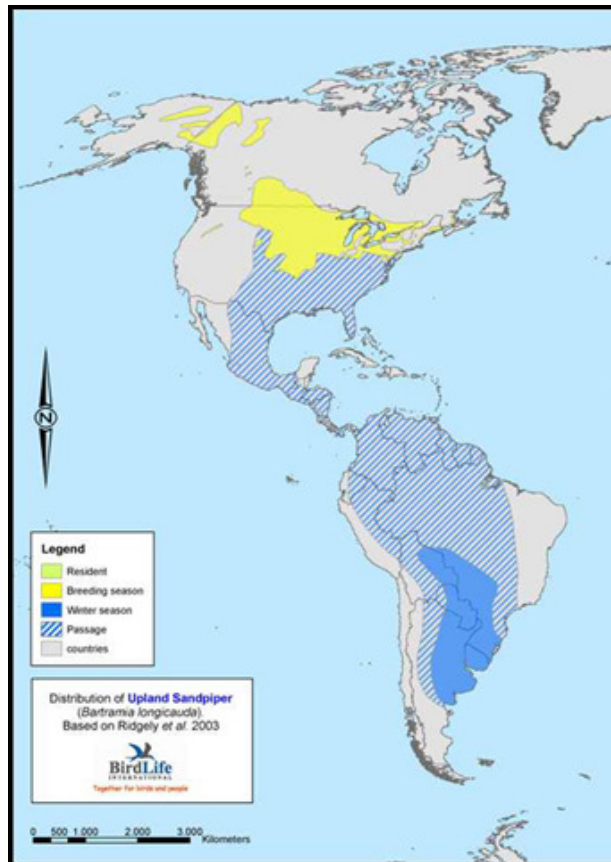 N
Legend
Resident
Breeding season
Winter season
Passage
countries
Distribution of Upland Sandpiper
(Bartramia longicauda).
Based on Ridgely et al. 2003
BirdLife
INTERNATIONAL
Together for birds and people
0 500 1.000 2.000 3.000
Kilometers